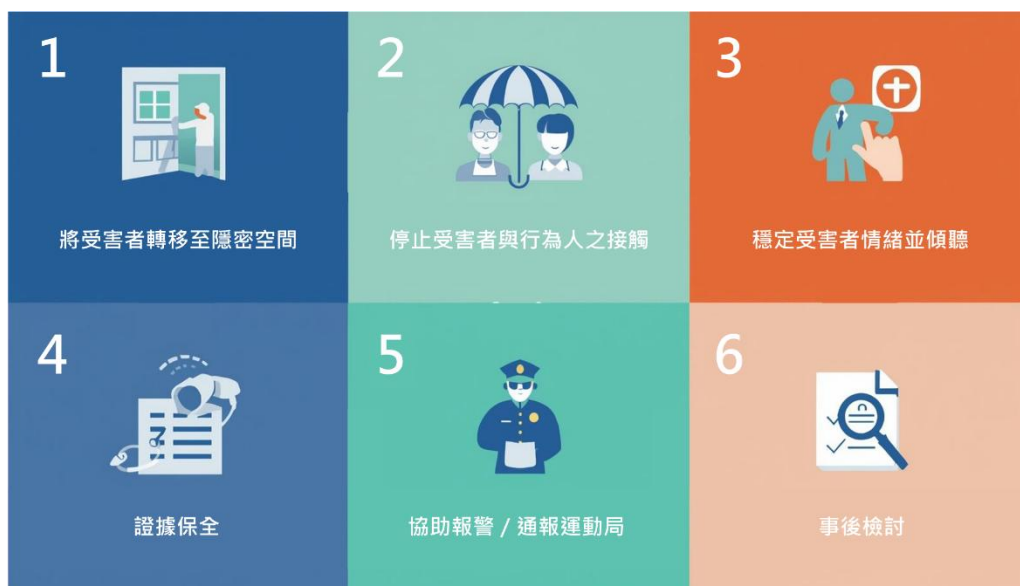 1
將受害者轉移至隱密空間
2
停止受害者與行為人之接觸
3
穩定受害者情緒並傾聽
4
證據保全
5
協助報警 / 通報運動局
6
事後檢討